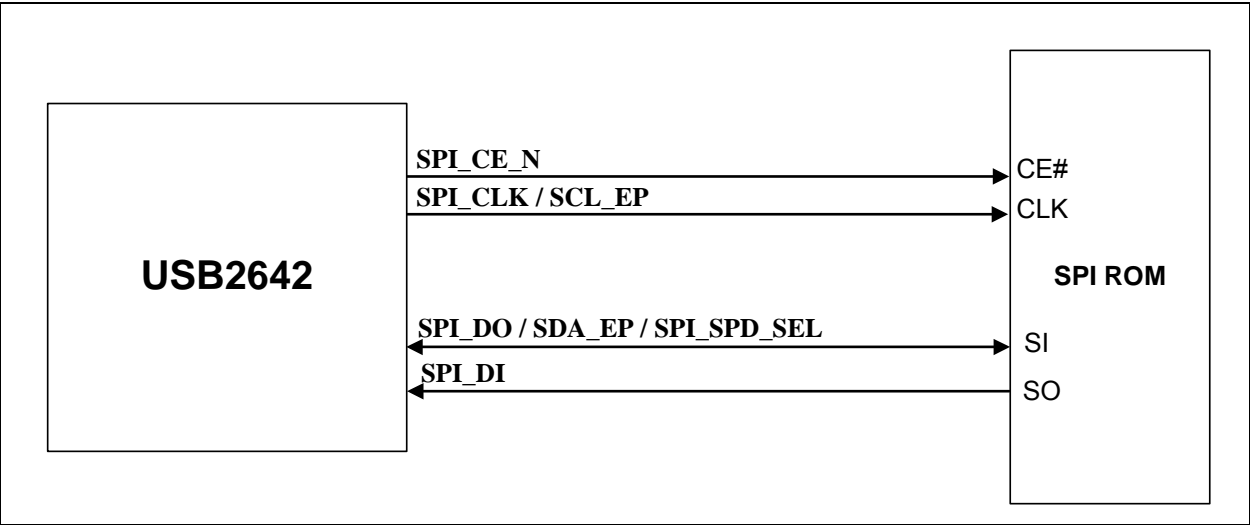 SPI_CE_N
CE#
SPI_CLK / SCL_EP
CLK
USB2642
SPI ROM
SPI_DO / SDA_EP / SPI_SPD_SEL
SI
SPI_DI
SO